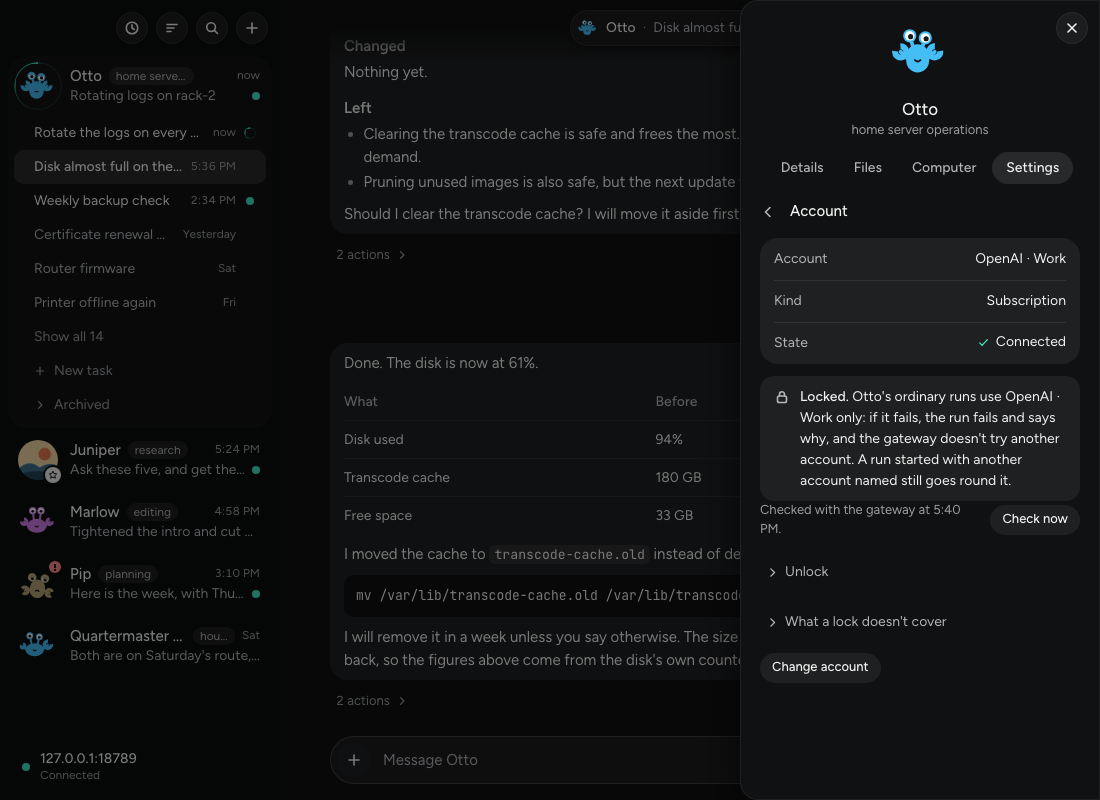 Otto
home serve...
now
Rotating logs on rack-2
Rotate the logs on every ...
now
Disk almost full on the...
5:36 PM
Weekly backup check
2:34 PM
Certificate renewal ...
Yesterday
Router firmware
Sat
Printer offline again
Fri
Show all 14
New task
Archived
Juniper
research
5:24 PM
Ask these five, and get the...
Marlow
editing
4:58 PM
Tightened the intro and cut ...
Pip
planning
3:10 PM
Here is the week, with Thu...
Quartermaster ...
hou...
Sat
Both are on Saturday's route,...
127.0.0.1:18789
Connected
Otto · Disk almost fu
Changed
Nothing yet.
Left
Clearing the transcode cache is safe and frees the most.
demand.
Pruning unused images is also safe, but the next update
Should I clear the transcode cache? I will move it aside first
2 actions
Done. The disk is now at 61%.
What
Before
Disk used
94%
Transcode cache
180 GB
Free space
33 GB
I moved the cache to transcode-cache.old instead of de
mv /var/lib/transcode-cache.old /var/lib/transcod
I will remove it in a week unless you say otherwise. The size
back, so the figures above come from the disk's own counte
2 actions
Message Otto
Otto
home server operations
Details
Files
Computer
Settings
Account
Account
OpenAI · Work
Kind
Subscription
State
Connected
Locked. Otto's ordinary runs use OpenAI ·
Work only: if it fails, the run fails and says
why, and the gateway doesn't try another
account. A run started with another
account named still goes round it.
Checked with the gateway at 5:40
PM.
Check now
Unlock
What a lock doesn't cover
Change account